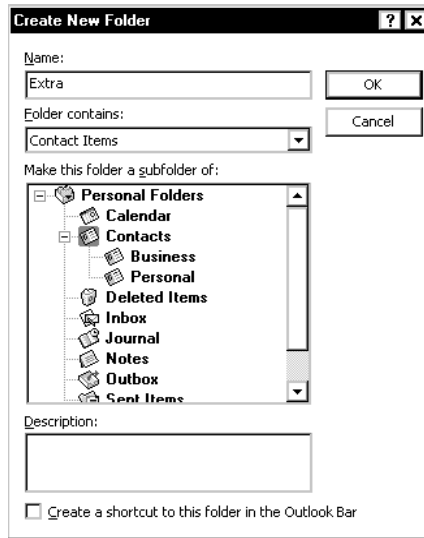 Create New Folder
Name:
Extra
OK
Folder contains:
Cancel
Contact Items
Make this folder a subfolder of:
Personal Folders
Calendar
Contacts
Business
Personal
Deleted Items
Inbox
Journal
Notes
Outbox
Sent Items
Description:
Create a shortcut to this folder in the Outlook Bar